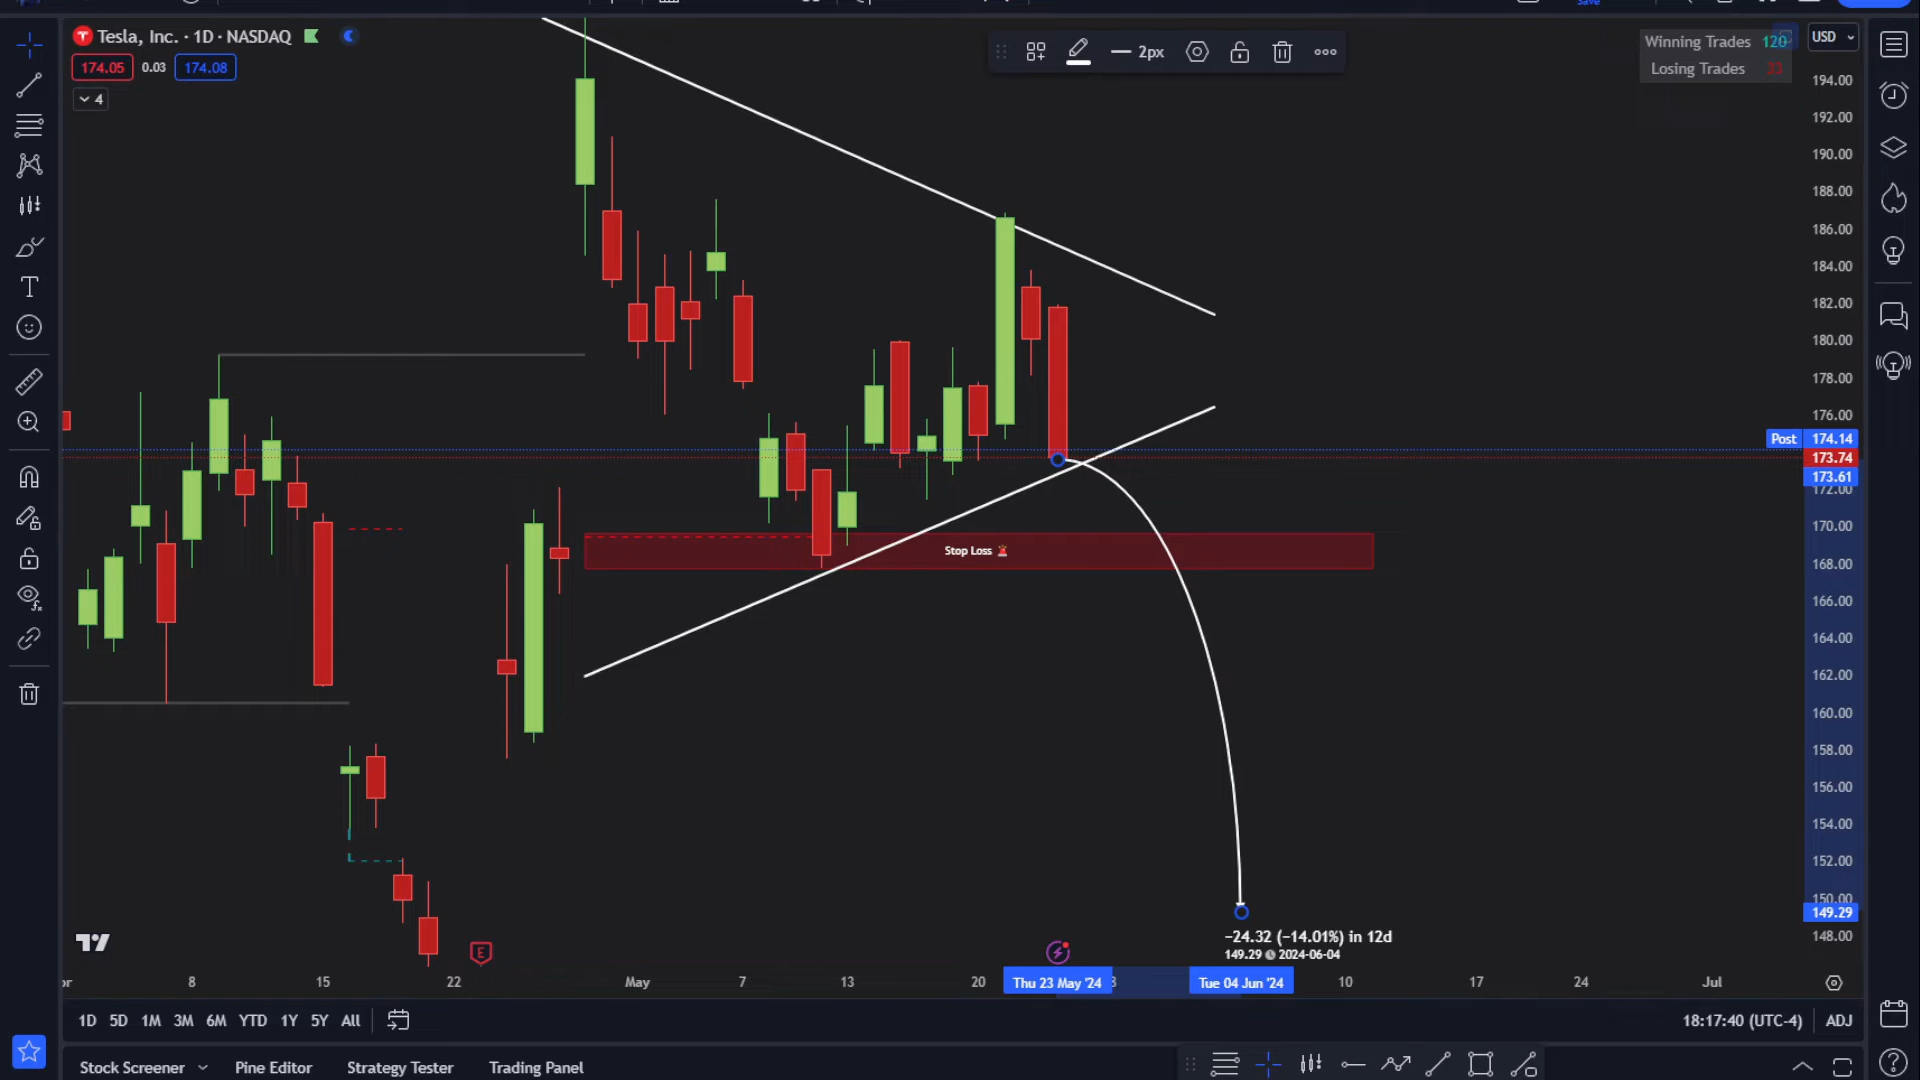 Tesla, Inc. · 1D · NASDAQ
174.05 0.03 174.08
4
2px
Winning Trades 120
Losing Trades 33
USD
194.00
192.00
190.00
188.00
186.00
184.00
182.00
180.00
178.00
176.00
Post 174.14
173.74
173.61
172.00
170.00
168.00
166.00
164.00
162.00
160.00
158.00
156.00
154.00
152.00
150.00
149.29
148.00
Stop Loss 🚨
E
−24.32 (−14.01%) in 12d
149.29 2024-06-04
8 15 22 May 7 13 20 Thu 23 May '24 Tue 04 Jun '24 10 17 24 Jul
1D 5D 1M 3M 6M YTD 1Y 5Y All
18:17:40 (UTC-4) ADJ
Stock Screener Pine Editor Strategy Tester Trading Panel